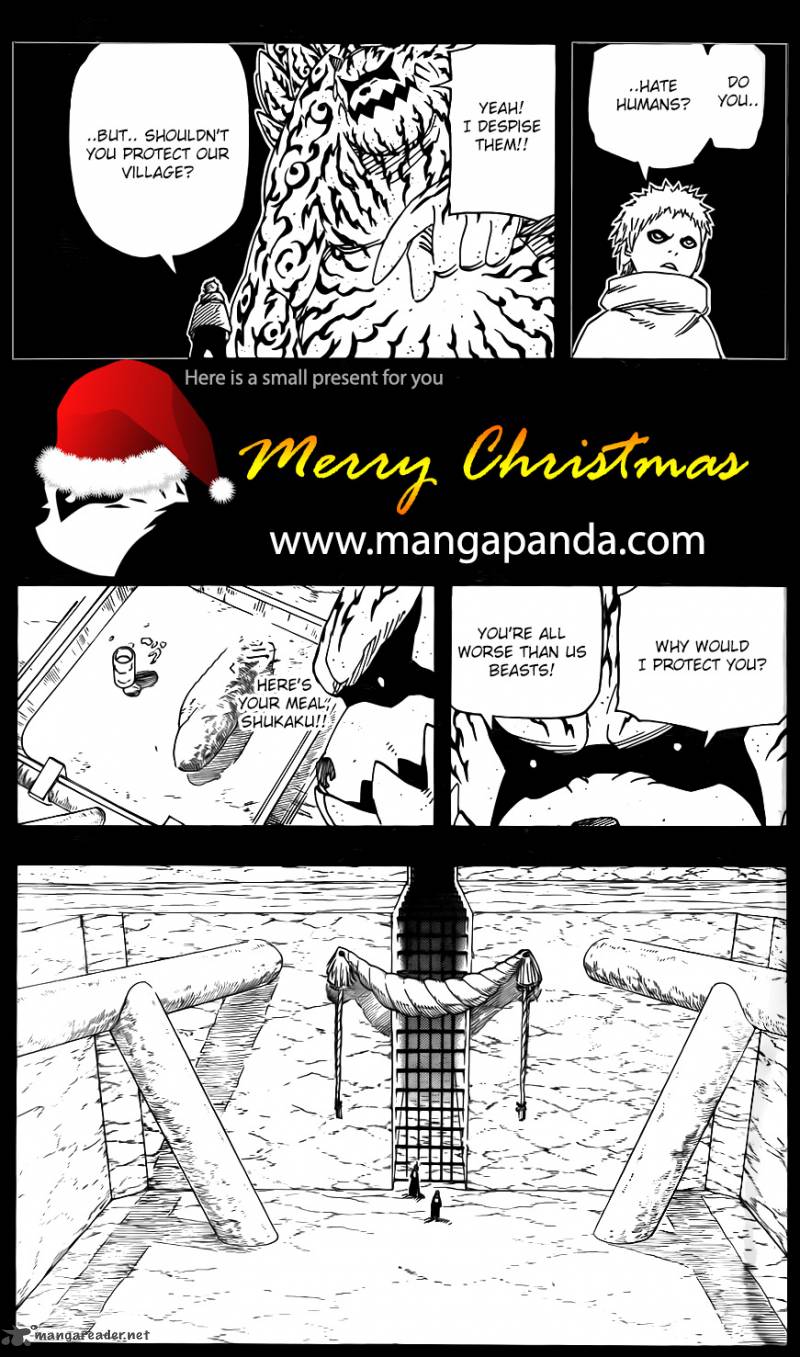 DO
YOU..
..HATE
HUMANS?
YEAH!
I DESPISE
THEM!!
..BUT.. SHOULDN'T
YOU PROTECT OUR
VILLAGE?
Here is a small present for you
Merry Christmas
www.mangapanda.com
WHY WOULD
I PROTECT YOU?
YOU'RE ALL
WORSE THAN US
BEASTS!
HERE'S
YOUR MEAL,
SHUKAKU!!
mangareader.net